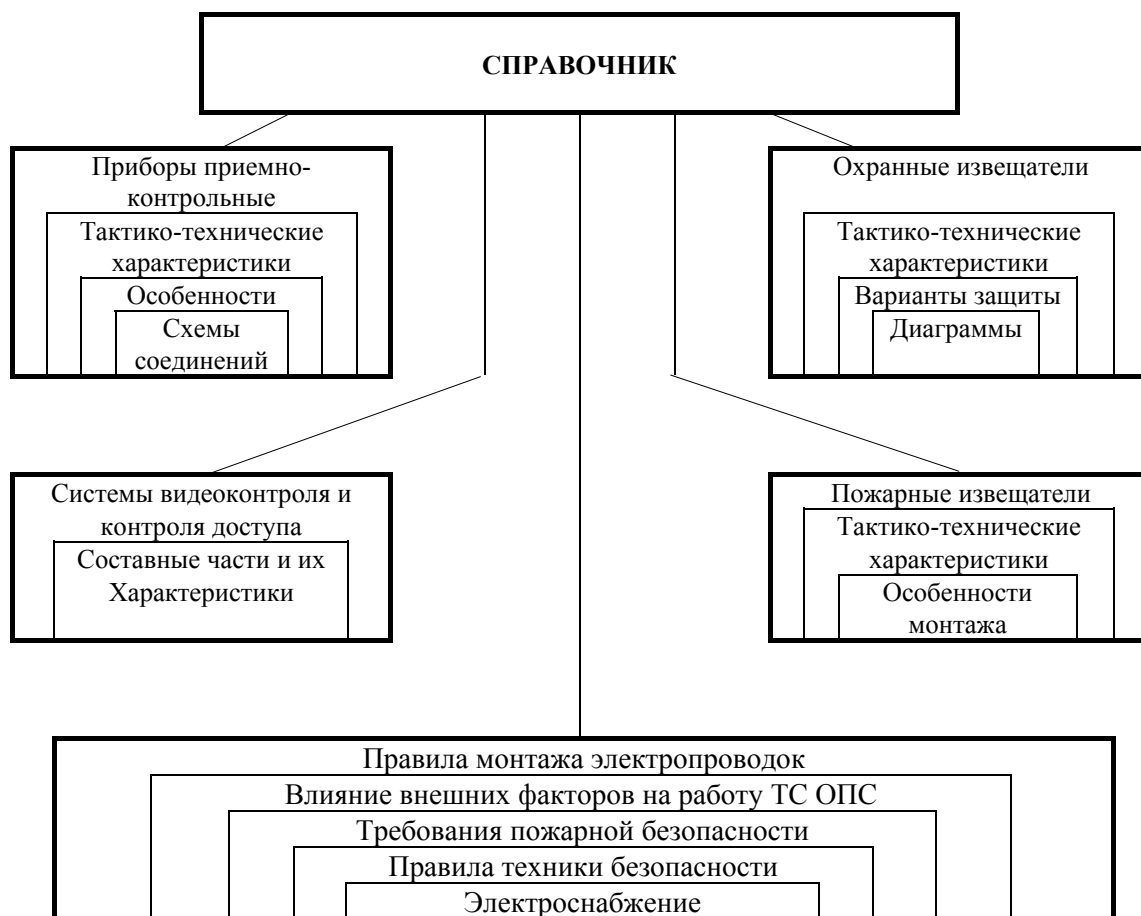 СПРАВОЧНИК
Приборы приемно-
контрольные
Тактико-технические
характеристики
Особенности
Схемы
соединений
Охранные извещатели
Тактико-технические
характеристики
Варианты защиты
Диаграммы
Системы видеоконтроля и
контроля доступа
Составные части и их
Характеристики
Пожарные извещатели
Тактико-технические
характеристики
Особенности
монтажа
Правила монтажа электропроводок
Влияние внешних факторов на работу ТС ОПС
Требования пожарной безопасности
Правила техники безопасности
Электроснабжение